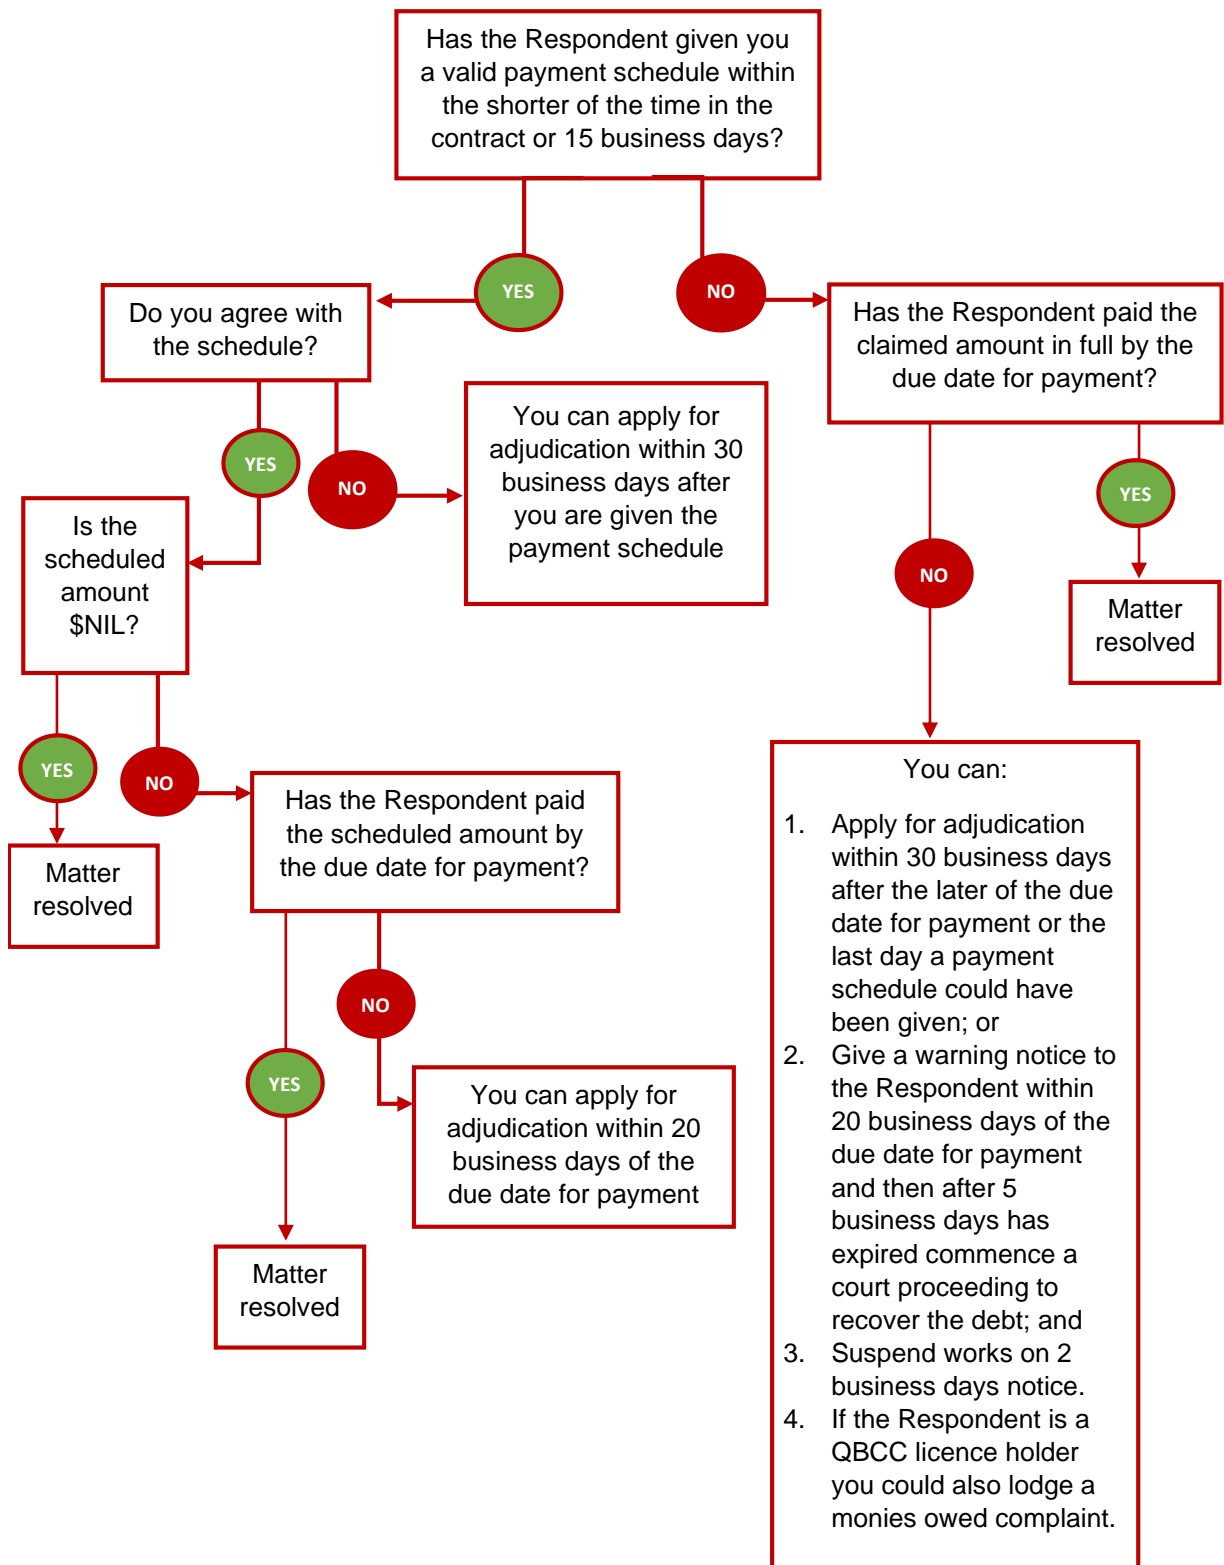 Has the Respondent given you
a valid payment schedule within
the shorter of the time in the
contract or 15 business days?
YES
NO
Do you agree with
the schedule?
Has the Respondent paid the
claimed amount in full by the
due date for payment?
YES
NO
You can apply for
adjudication within 30
business days after
you are given the
payment schedule
YES
NO
Is the
scheduled
amount
$NIL?
Matter
resolved
YES
NO
Has the Respondent paid
the scheduled amount by
the due date for payment?
Matter
resolved
NO
YES
You can apply for
adjudication within 20
business days of the
due date for payment
Matter
resolved
You can:
1. Apply for adjudication
within 30 business days
after the later of the due
date for payment or the
last day a payment
schedule could have
been given; or
2. Give a warning notice to
the Respondent within
20 business days of the
due date for payment
and then after 5
business days has
expired commence a
court proceeding to
recover the debt; and
3. Suspend works on 2
business days notice.
4. If the Respondent is a
QBCC licence holder
you could also lodge a
monies owed complaint.